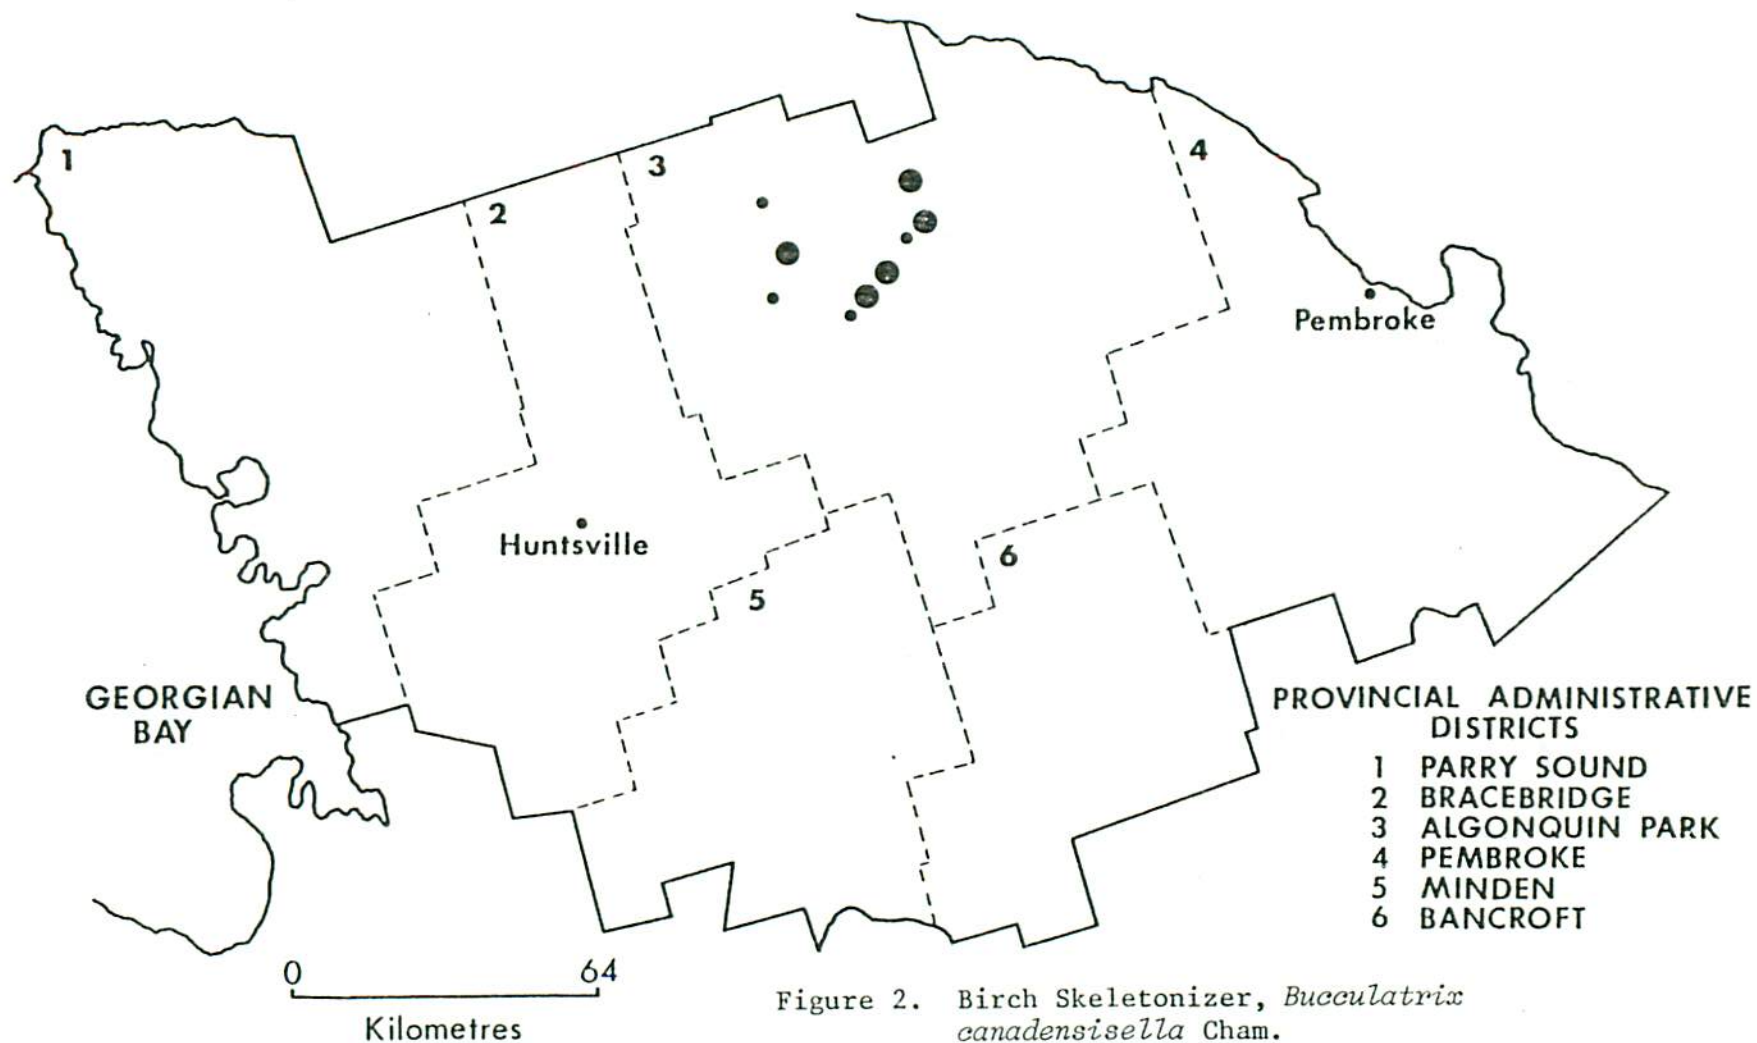 1
2
3
4
Pembroke
Huntsville
5
6
GEORGIAN
BAY
PROVINCIAL ADMINISTRATIVE
DISTRICTS
1 PARRY SOUND
2 BRACEBRIDGE
3 ALGONQUIN PARK
4 PEMBROKE
5 MINDEN
6 BANCROFT
0 64
Kilometres
Figure 2. Birch Skeletonizer, Bucculatrix
canadensisella Cham.